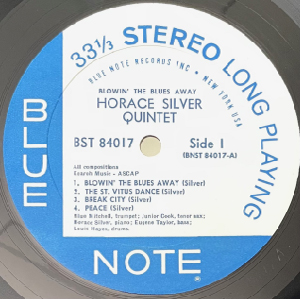 33⅓ STEREO LONG PLAYING
BLUE NOTE RECORDS INC • NEW YORK USA
BLOWIN' THE BLUES AWAY
HORACE SILVER
QUINTET
BST 84017 Side 1
(BNST 84017-A)
All compositions
Ecaroh Music - ASCAP
1. BLOWIN' THE BLUES AWAY (Silver)
2. THE ST. VITUS DANCE (Silver)
3. BREAK CITY (Silver)
4. PEACE (Silver)
Blue Mitchell, trumpet; Junior Cook, tenor sax;
Horace Silver, piano; Eugene Taylor, bass;
Louis Hayes, drums.
BLUE
NOTE